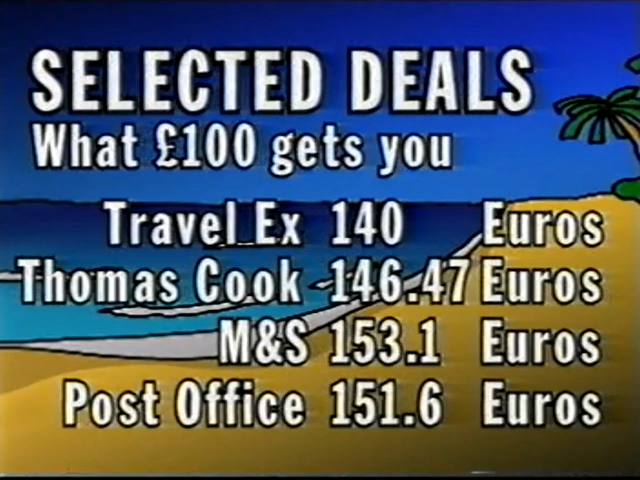 SELECTED DEALS
What £100 gets you
Travel Ex 140 Euros
Thomas Cook 146.47 Euros
M&S 153.1 Euros
Post Office 151.6 Euros